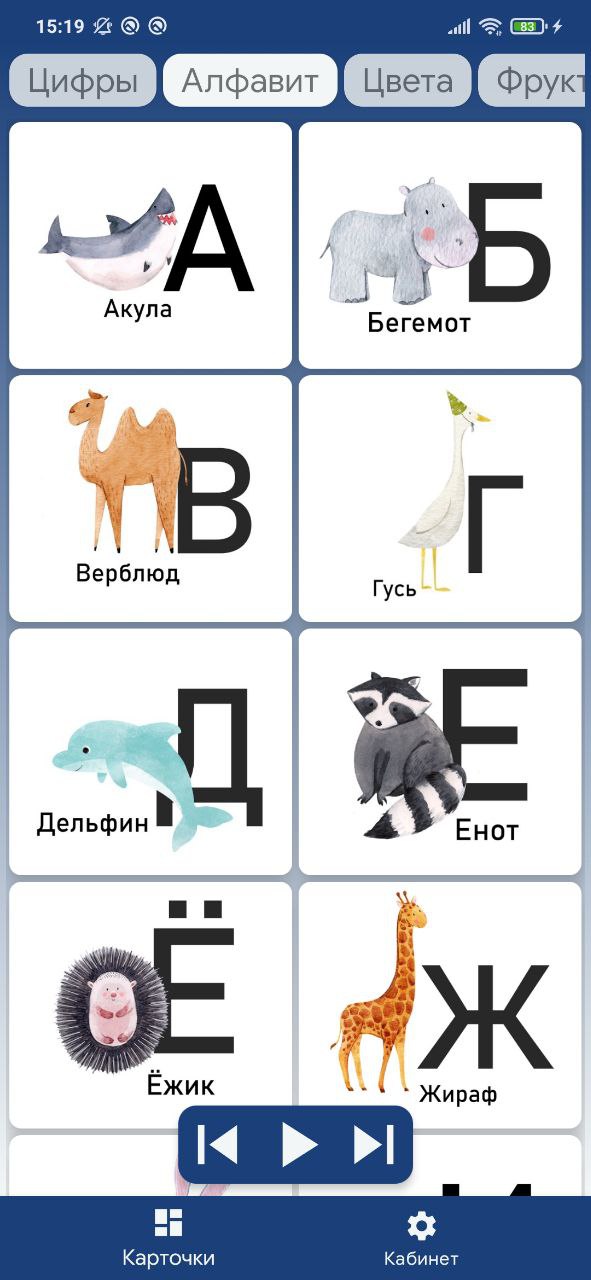 15:19
83
Цифры
Алфавит
Цвета
Фрукт
А
Акула
Б
Бегемот
В
Верблюд
Г
Гусь
Д
Дельфин
Е
Енот
Ё
Ёжик
Ж
Жираф
Карточки
Кабинет